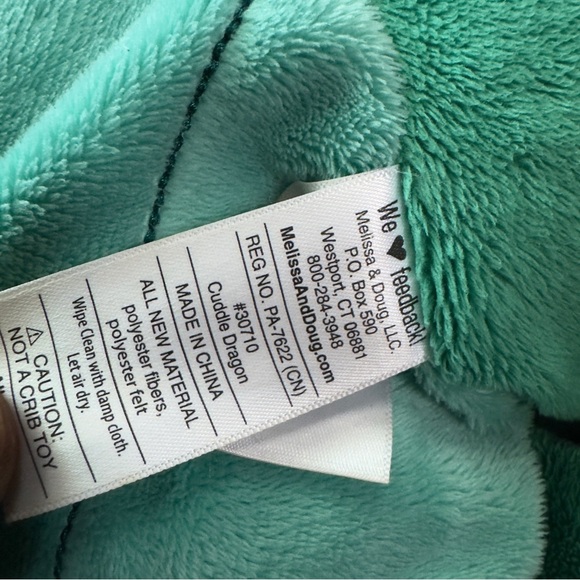 We ♥ feedback!
Melissa & Doug, LLC.
P.O. Box 590
Westport, CT 06881
800-284-3948
MelissaAndDoug.com
REG NO. PA-7622 (CN)
#30710
Cuddle Dragon
MADE IN CHINA
ALL NEW MATERIAL
polyester fibers,
polyester felt
Wipe Clean with damp cloth.
Let air dry.
⚠ CAUTION:
NOT A CRIB TOY